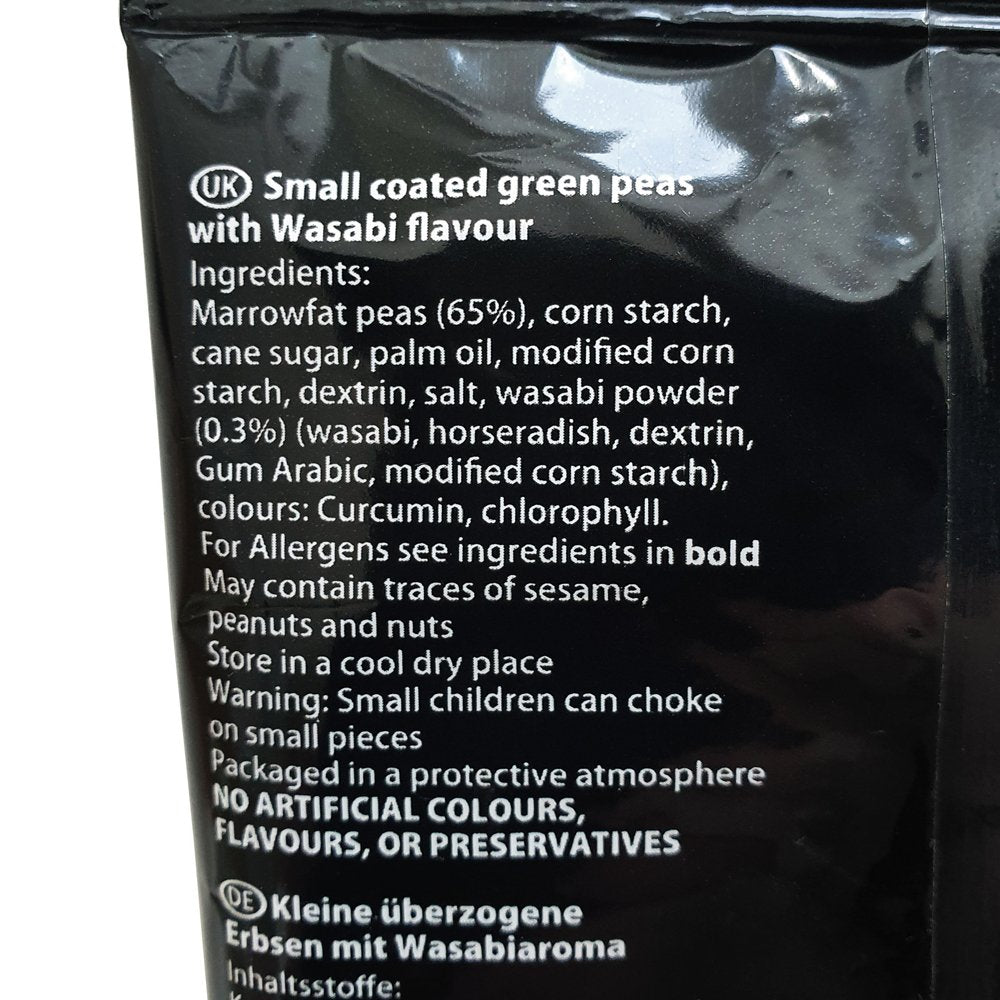 UK Small coated green peas
with Wasabi flavour
Ingredients:
Marrowfat peas (65%), corn starch,
cane sugar, palm oil, modified corn
starch, dextrin, salt, wasabi powder
(0.3%) (wasabi, horseradish, dextrin,
Gum Arabic, modified corn starch),
colours: Curcumin, chlorophyll.
For Allergens see ingredients in bold
May contain traces of sesame,
peanuts and nuts
Store in a cool dry place
Warning: Small children can choke
on small pieces
Packaged in a protective atmosphere
NO ARTIFICIAL COLOURS,
FLAVOURS, OR PRESERVATIVES
DE Kleine überzogene
Erbsen mit Wasabiaroma
Inhaltsstoffe: